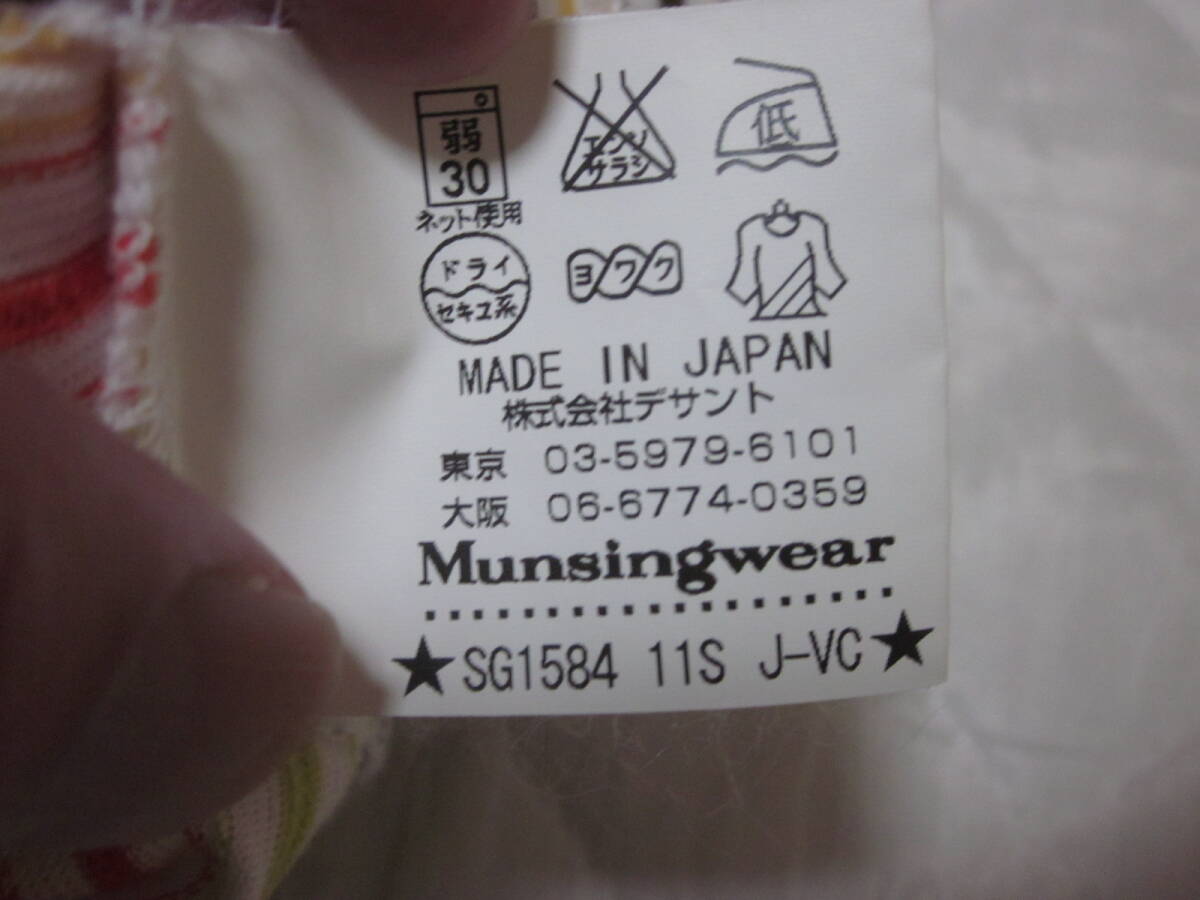 弱
30
ネット使用
エンソ
サラシ
低
ドライ
セキユ系
ヨワク
MADE IN JAPAN
株式会社デサント
東京 03-5979-6101
大阪 06-6774-0359
Munsingwear
★SG1584 11S J-VC★